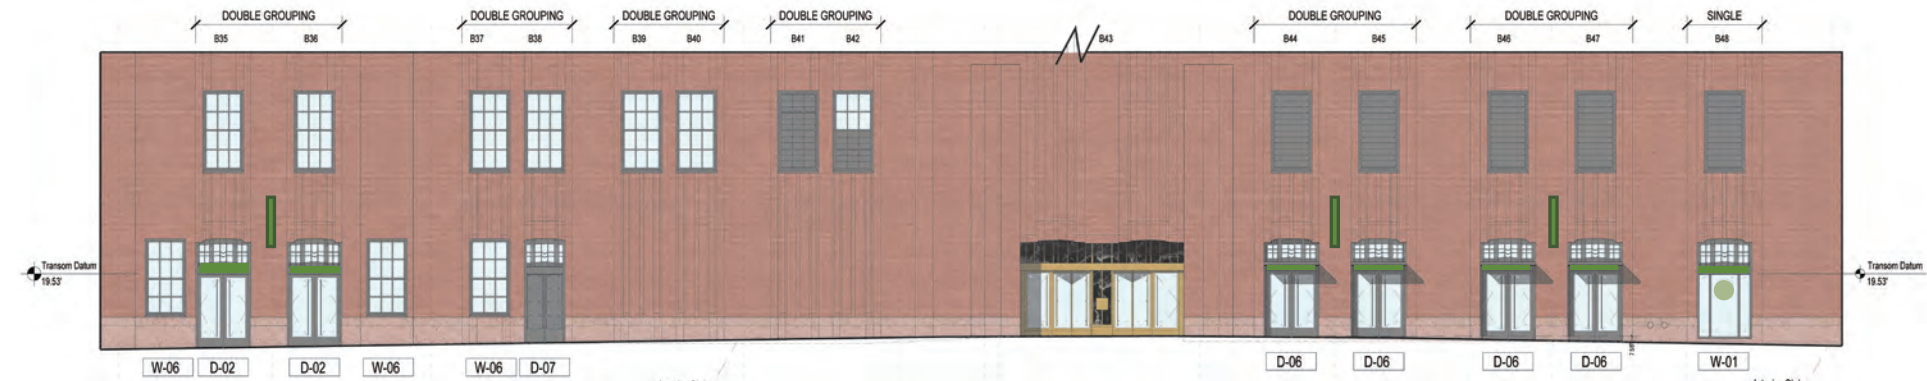 DOUBLE GROUPING DOUBLE GROUPING DOUBLE GROUPING DOUBLE GROUPING DOUBLE GROUPING DOUBLE GROUPING SINGLE
B35 B36 B37 B38 B39 B40 B41 B42 B43 B44 B45 B46 B47 B48
Transom Datum Transom Datum
19.53' 19.53'
W-06 D-02 D-02 W-06 W-06 D-07 D-06 D-06 D-06 D-06 W-01